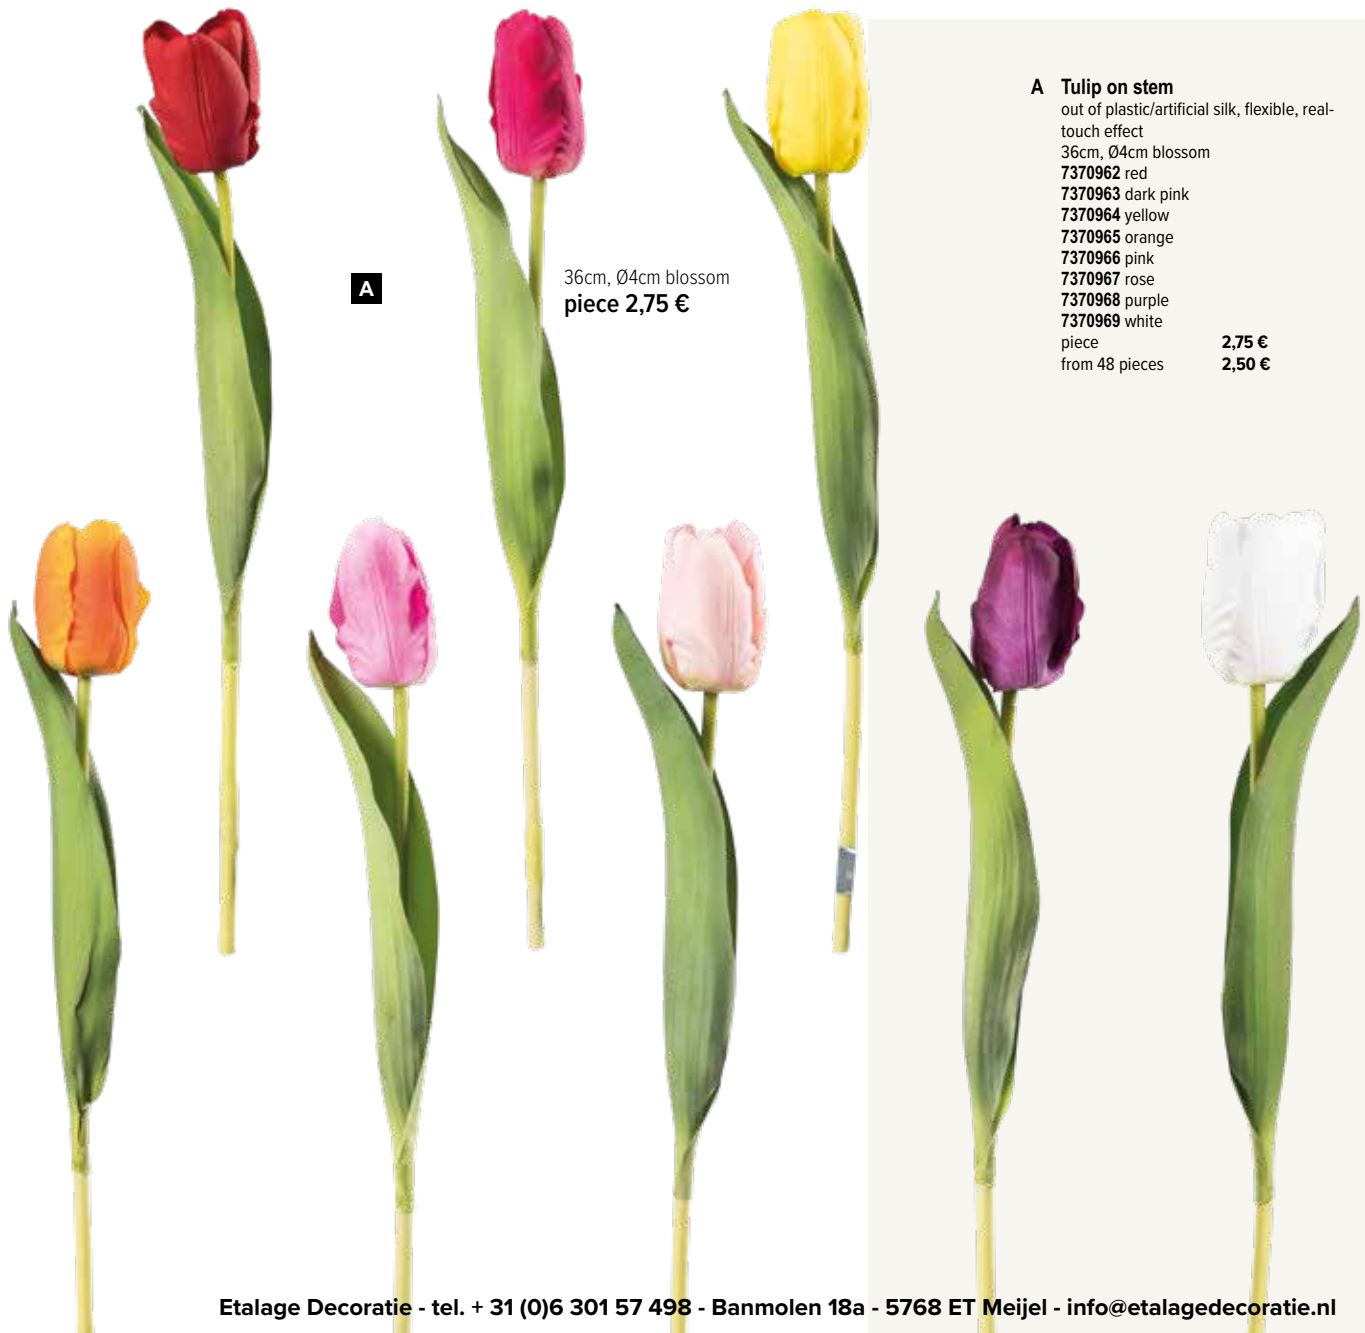 A Tulip on stem
out of plastic/artificial silk, flexible, real-
touch effect
36cm, Ø4cm blossom
7370962 red
7370963 dark pink
7370964 yellow
7370965 orange
7370966 pink
7370967 rose
7370968 purple
7370969 white
piece 2,75 €
from 48 pieces 2,50 €
A
36cm, Ø4cm blossom
piece 2,75 €
Etalage Decoratie - tel. + 31 (0)6 301 57 498 - Banmolen 18a - 5768 ET Meijel - info@etalagedecoratie.nl